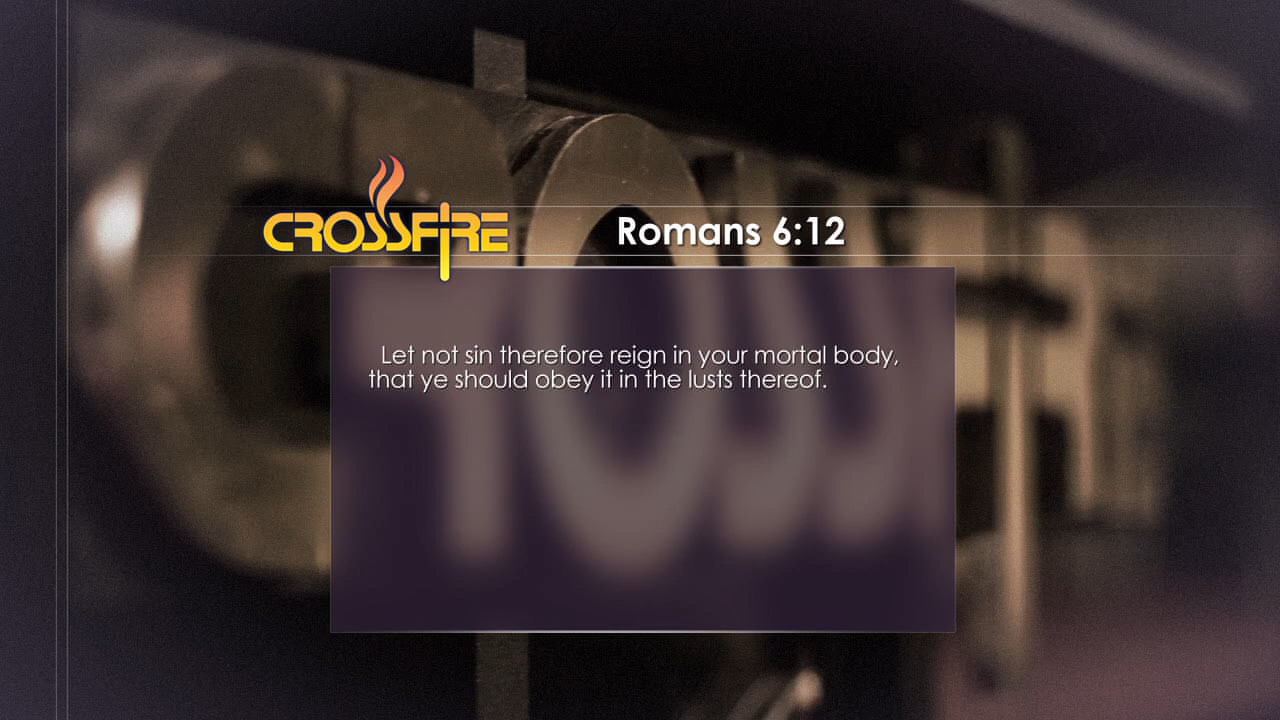 CROSSFIRE
Romans 6:12
Let not sin therefore reign in your mortal body,
that ye should obey it in the lusts thereof.